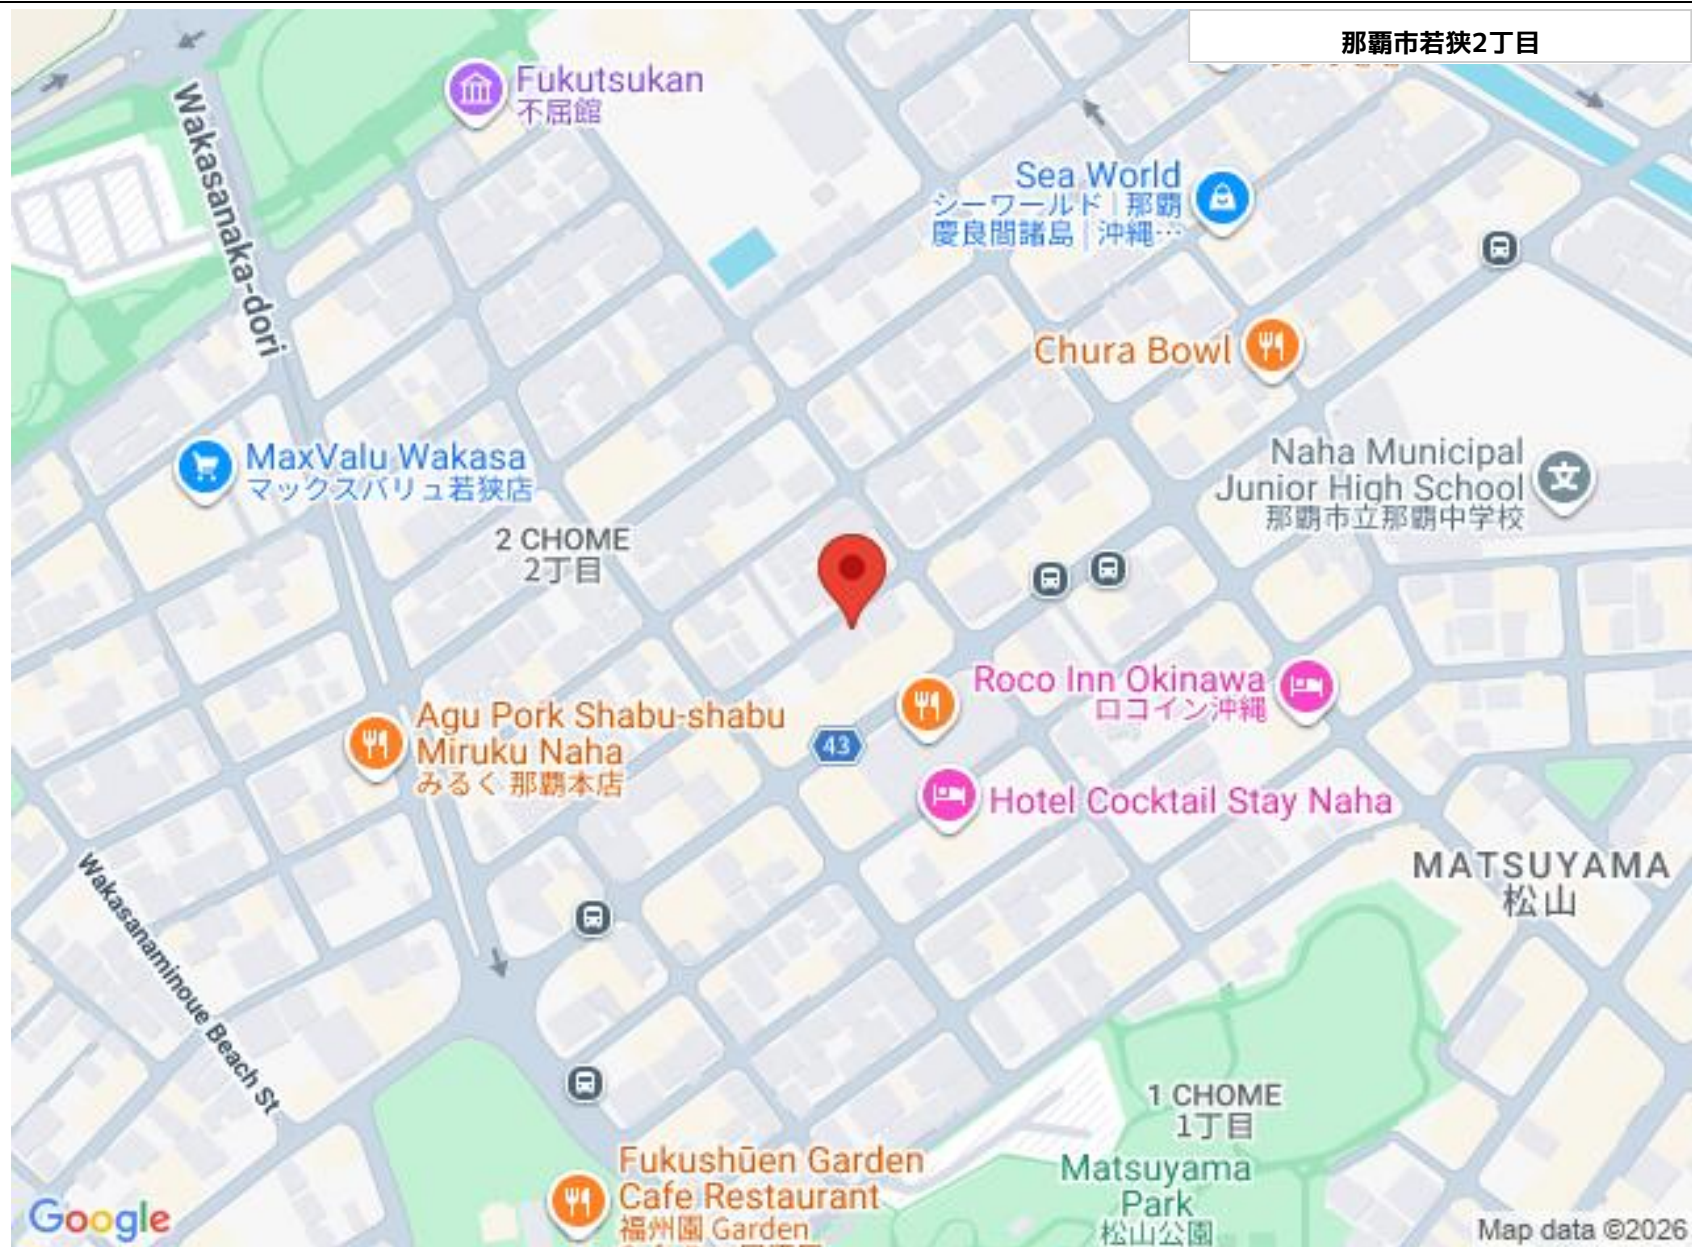 那覇市若狭2丁目
Fukutsukan
不屈館
Wakasanaka-dori
Sea World
シーワールド | 那覇
慶良間諸島 | 沖縄…
Chura Bowl
MaxValu Wakasa
マックスバリュ若狭店
Naha Municipal
Junior High School
那覇市立那覇中学校
2 CHOME
2丁目
Roco Inn Okinawa
ロコイン沖縄
Agu Pork Shabu-shabu
Miruku Naha
みるく 那覇本店
43
Hotel Cocktail Stay Naha
MATSUYAMA
松山
Wakasanaminoue Beach St
1 CHOME
1丁目
Fukushūen Garden
Cafe Restaurant
福州園 Garden
Matsuyama
Park
松山公園
Google
Map data ©2026